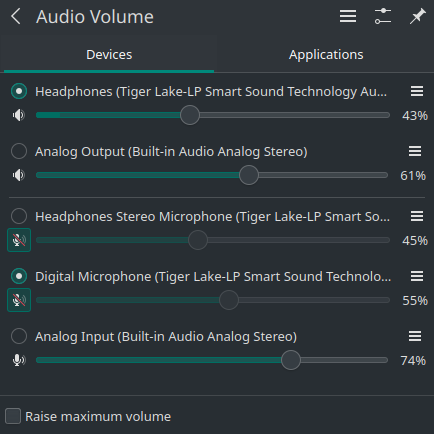 Audio Volume
Devices
Applications
Headphones (Tiger Lake-LP Smart Sound Technology Au...
43%
Analog Output (Built-in Audio Analog Stereo)
61%
Headphones Stereo Microphone (Tiger Lake-LP Smart So...
45%
Digital Microphone (Tiger Lake-LP Smart Sound Technolo...
55%
Analog Input (Built-in Audio Analog Stereo)
74%
Raise maximum volume